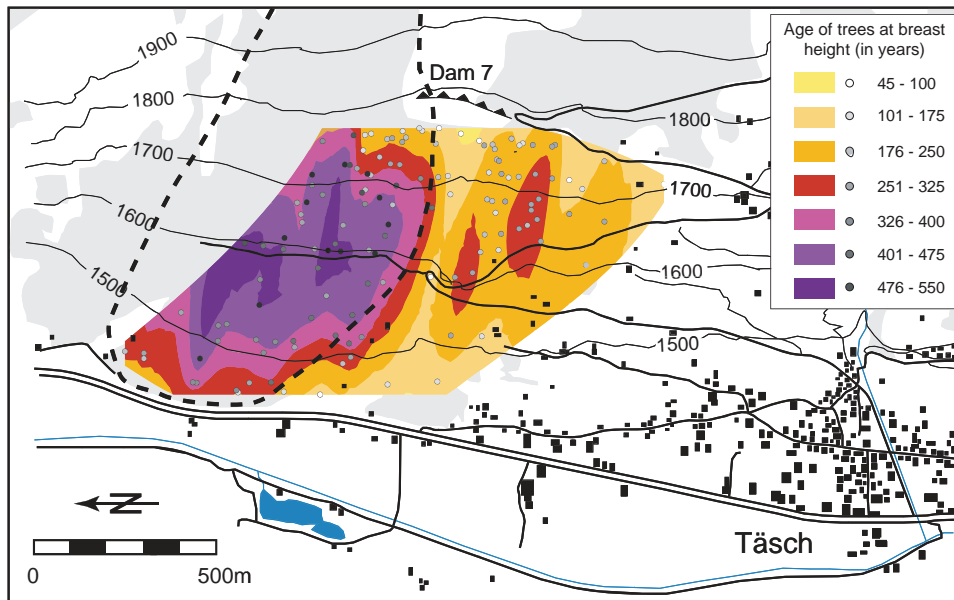 Age of trees at breast
height (in years)
45 - 100
101 - 175
176 - 250
251 - 325
326 - 400
401 - 475
476 - 550
1900
Dam 7
1800
1800
1700
1700
1600
1600
1500
1500
N
Täsch
0
500m